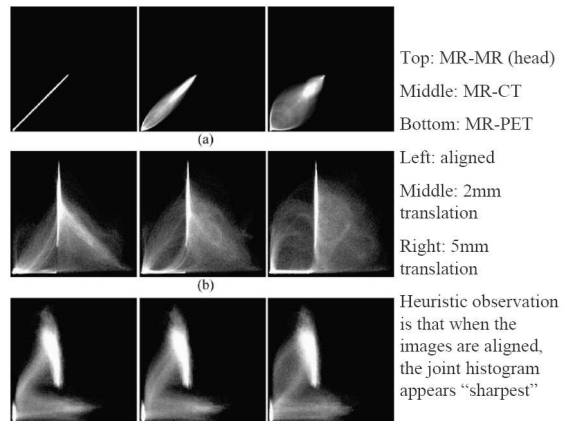 Top: MR-MR (head)
Middle: MR-CT
Bottom: MR-PET
(a)
Left: aligned
Middle: 2mm
translation
Right: 5mm
translation
(b)
Heuristic observation
is that when the
images are aligned,
the joint histogram
appears “sharpest”